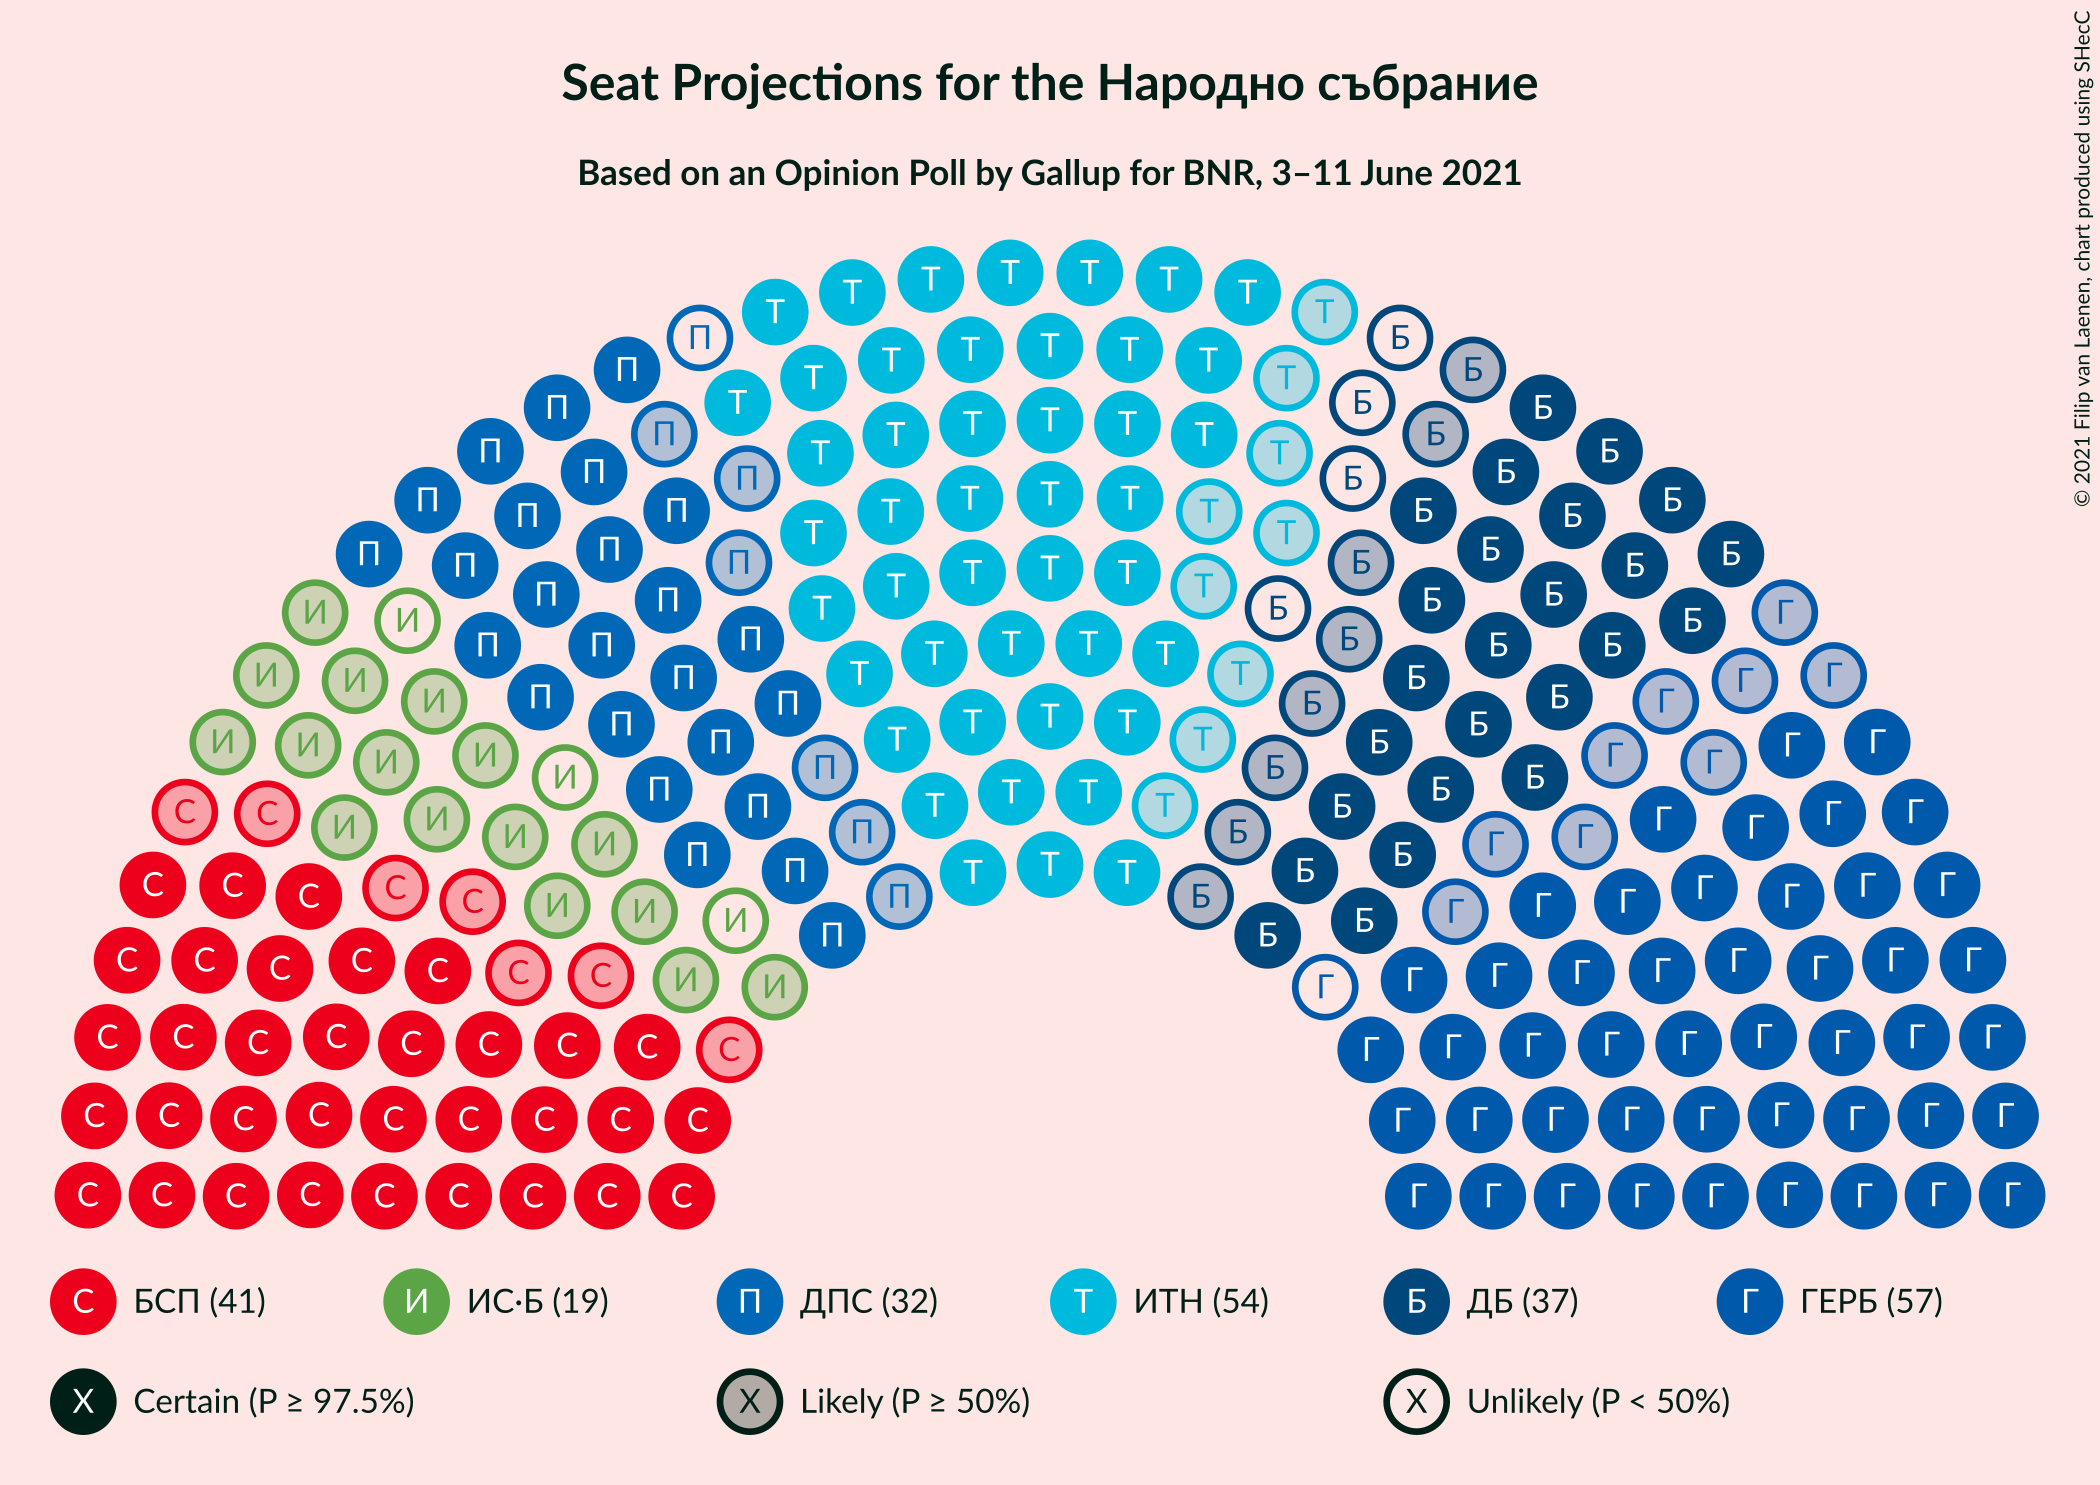 Seat Projections for the Народно събрание
Based on an Opinion Poll by Gallup for BNR, 3–11 June 2021
© 2021 Filip van Laenen, chart produced using SHecC
Т Т Т Т Т Т Т Т
П Т Т Т Т Т Т Т Т Б
П П Т Т Т Т Т Т Т Б Б Б
С БСП (41) И ИС·Б (19) П ДПС (32) Т ИТН (54) Б ДБ (37) Г ГЕРБ (57)
X Certain (P ≥ 97.5%) X Likely (P ≥ 50%) X Unlikely (P < 50%)